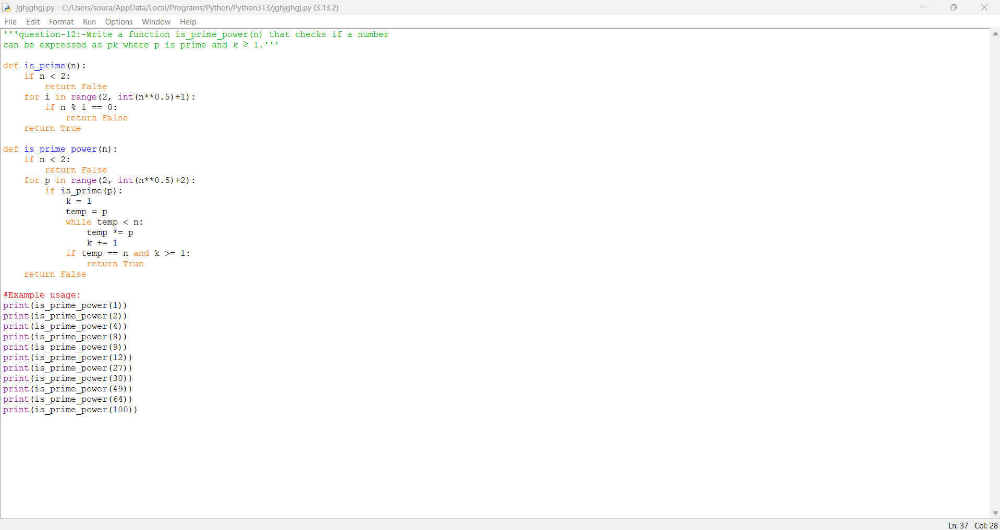 jghjghgj.py - C:/Users/soura/AppData/Local/Programs/Python/Python313/jghjghgj.py (3.13.2)
File Edit Format Run Options Window Help
'''question-12:-Write a function is_prime_power(n) that checks if a number
can be expressed as pk where p is prime and k ≥ 1.'''

def is_prime(n):
    if n < 2:
        return False
    for i in range(2, int(n**0.5)+1):
        if n % i == 0:
            return False
    return True

def is_prime_power(n):
    if n < 2:
        return False
    for p in range(2, int(n**0.5)+2):
        if is_prime(p):
            k = 1
            temp = p
            while temp < n:
                temp *= p
                k += 1
            if temp == n and k >= 1:
                return True
    return False

#Example usage:
print(is_prime_power(1))
print(is_prime_power(2))
print(is_prime_power(4))
print(is_prime_power(8))
print(is_prime_power(9))
print(is_prime_power(12))
print(is_prime_power(27))
print(is_prime_power(30))
print(is_prime_power(49))
print(is_prime_power(64))
print(is_prime_power(100))
Ln: 37 Col: 28